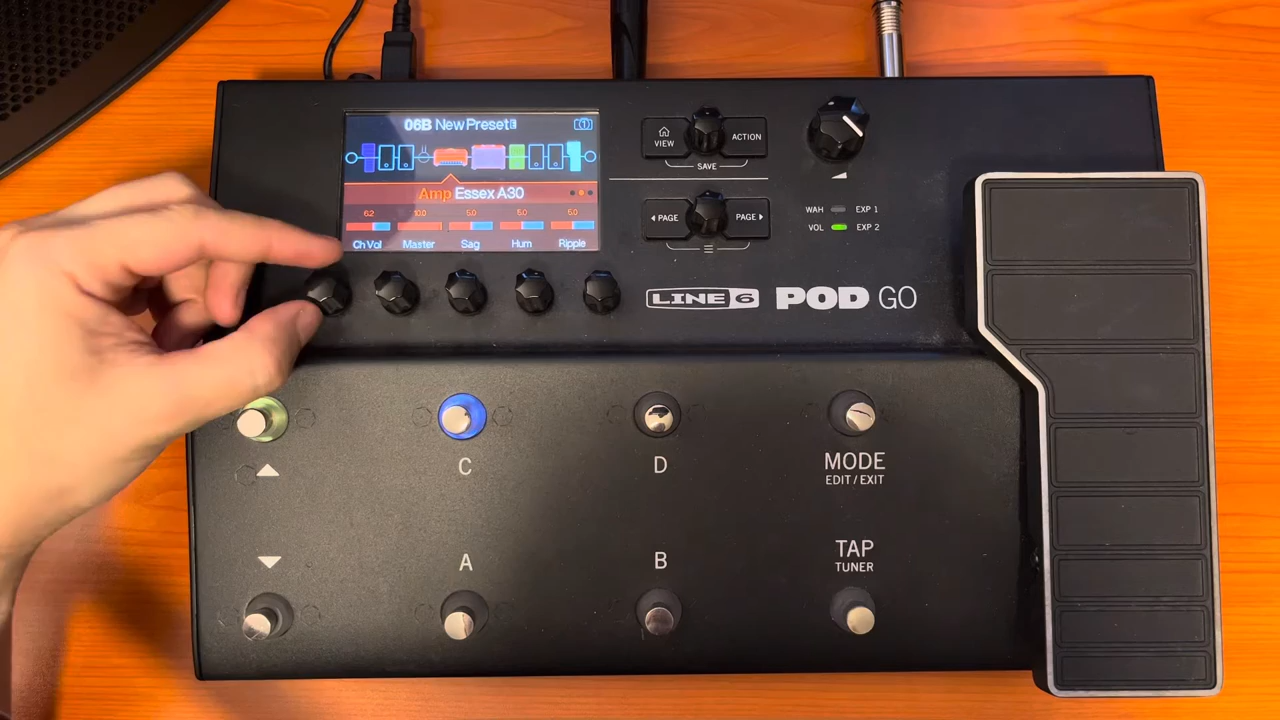 06B New Preset
Amp Essex A30
6.2 10.0 5.0 5.0 5.0
Ch Vol Master Sag Hum Ripple
VIEW
ACTION
SAVE
PAGE
PAGE
WAH EXP 1
VOL EXP 2
LINE 6 POD GO
C
D
MODE
EDIT/EXIT
A
B
TAP
TUNER